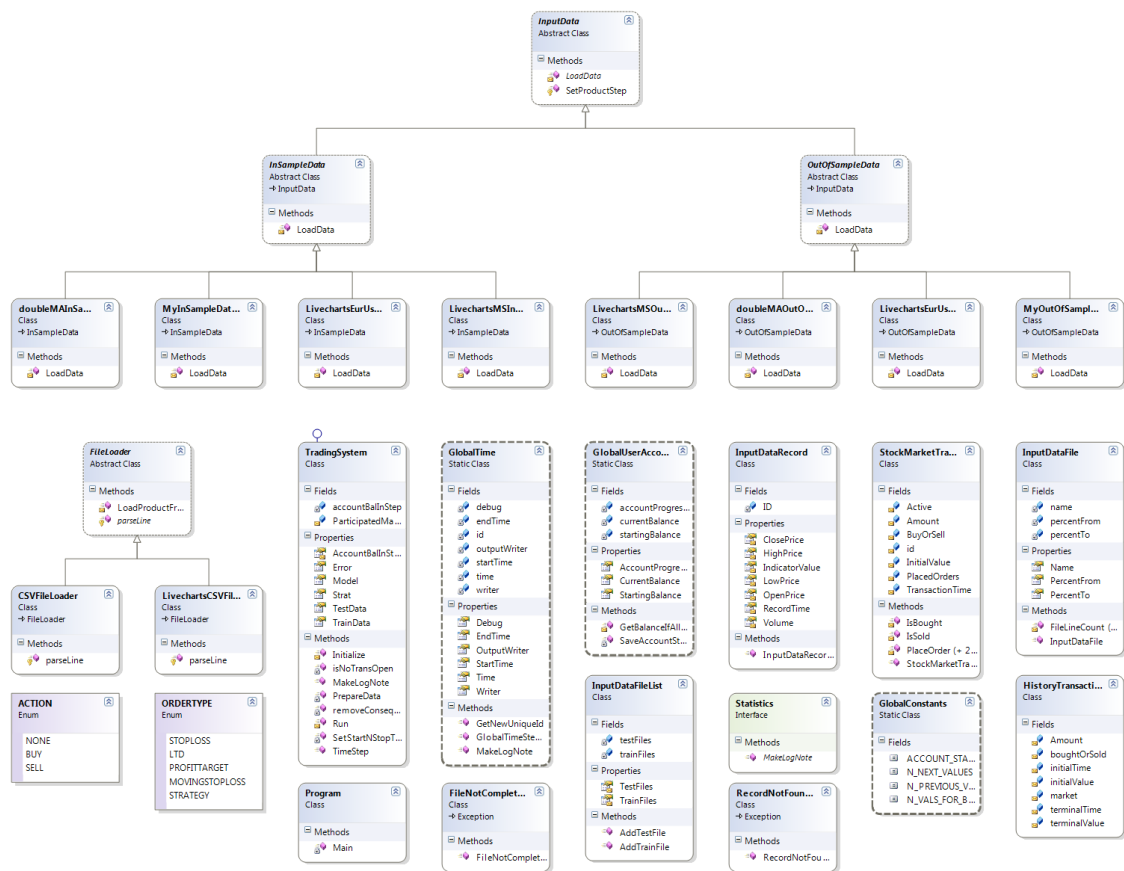 InputData
Abstract Class
Methods
LoadData
SetProductStep
InSampleData
Abstract Class
InputData
Methods
LoadData
OutOfSampleData
Abstract Class
InputData
Methods
LoadData
doubleMAInSa...
Class
InSampleData
Methods
LoadData
MyInSampleDat...
Class
InSampleData
Methods
LoadData
LivechartsEurUs...
Class
InSampleData
Methods
LoadData
LivechartsMSIn...
Class
InSampleData
Methods
LoadData
LivechartsMSOu...
Class
OutOfSampleData
Methods
LoadData
doubleMAOutO...
Class
OutOfSampleData
Methods
LoadData
LivechartsEurUs...
Class
OutOfSampleData
Methods
LoadData
MyOutOfSampl...
Class
OutOfSampleData
Methods
LoadData
FileLoader
Abstract Class
Methods
LoadProductFr...
parseLine
CSVFileLoader
Class
FileLoader
Methods
parseLine
LivechartsCSVFil...
Class
FileLoader
Methods
parseLine
ACTION
Enum
NONE
BUY
SELL
ORDERTYPE
Enum
STOPLOSS
LTD
PROFITTARGET
MOVINGSTOPLOSS
STRATEGY
TradingSystem
Class
Fields
accountBalInStep
ParticipatedMa...
Properties
AccountBalInSt...
Error
Model
Strat
TestData
TrainData
Methods
Initialize
isNoTransOpen
MakeLogNote
PrepareData
removeConseq...
Run
SetStartNStopT...
TimeStep
Program
Class
Methods
Main
GlobalTime
Static Class
Fields
debug
endTime
id
outputWriter
startTime
time
writer
Properties
Debug
EndTime
OutputWriter
StartTime
Time
Writer
Methods
GetNewUniqueId
GlobalTimeSte...
MakeLogNote
FileNotComplet...
Class
Exception
Methods
FileNotComplet...
GlobalUserAcco...
Static Class
Fields
accountProgres...
currentBalance
startingBalance
Properties
AccountProgre...
CurrentBalance
StartingBalance
Methods
GetBalanceIfAll...
SaveAccountSt...
InputDataFileList
Class
Fields
testFiles
trainFiles
Properties
TestFiles
TrainFiles
Methods
AddTestFile
AddTrainFile
InputDataRecord
Class
Fields
ID
Properties
ClosePrice
HighPrice
IndicatorValue
LowPrice
OpenPrice
RecordTime
Volume
Methods
InputDataRecor...
Statistics
Interface
Methods
MakeLogNote
RecordNotFoun...
Class
Exception
Methods
RecordNotFou...
StockMarketTra...
Class
Fields
Active
Amount
BuyOrSell
id
InitialValue
PlacedOrders
TransactionTime
Methods
IsBought
IsSold
PlaceOrder (+ 2...
StockMarketTra...
GlobalConstants
Static Class
Fields
ACCOUNT_STA...
N_NEXT_VALUES
N_PREVIOUS_V...
N_VALS_FOR_B...
InputDataFile
Class
Fields
name
percentFrom
percentTo
Properties
Name
PercentFrom
PercentTo
Methods
FileLineCount (...
InputDataFile
HistoryTransacti...
Class
Fields
Amount
boughtOrSold
initialTime
initialValue
market
terminalTime
terminalValue